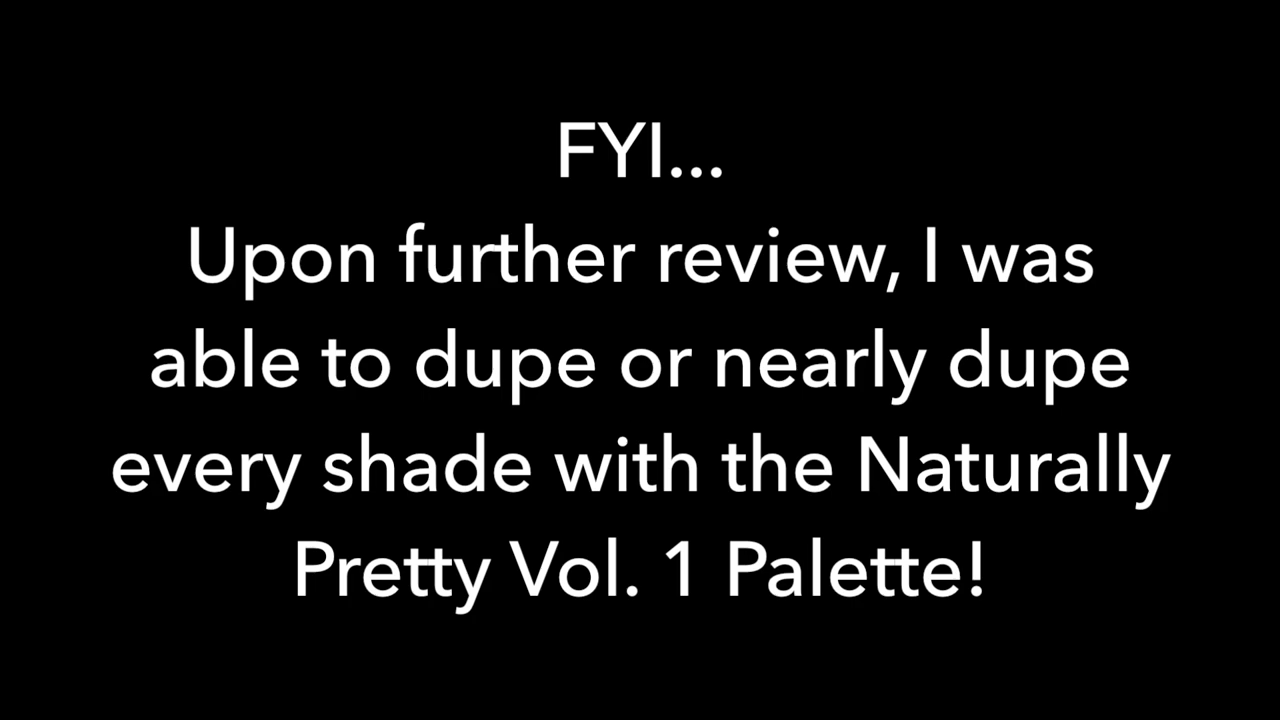 FYI...
Upon further review, I was
able to dupe or nearly dupe
every shade with the Naturally
Pretty Vol. 1 Palette!